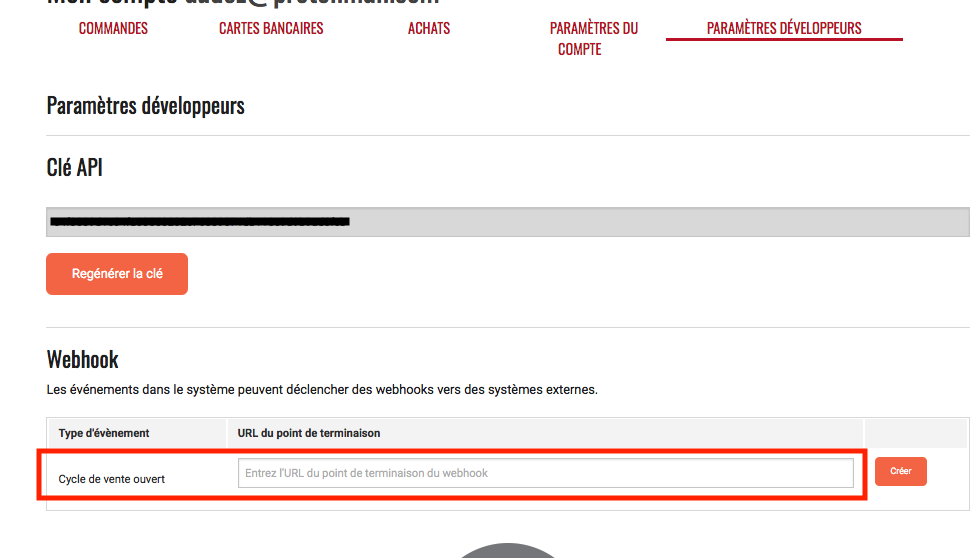 Mon compte
COMMANDES
CARTES BANCAIRES
ACHATS
PARAMÈTRES DU
COMPTE
PARAMÈTRES DÉVELOPPEURS
Paramètres développeurs
Clé API
Regénérer la clé
Webhook
Les événements dans le système peuvent déclencher des webhooks vers des systèmes externes.
Type d'évènement
URL du point de terminaison
Cycle de vente ouvert
Entrez l'URL du point de terminaison du webhook
Créer